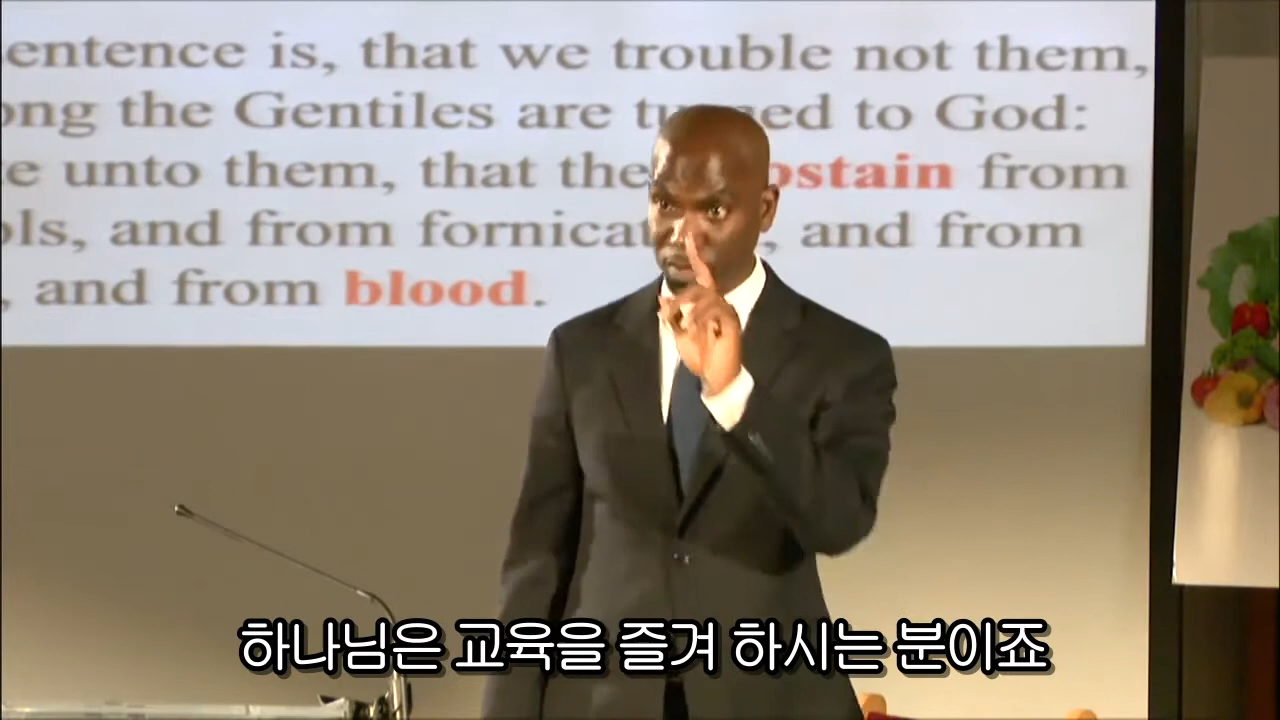 entence is, that we trouble not them,
ong the Gentiles are turned to God:
e unto them, that the ostain from
ols, and from fornicat , and from
, and from blood.
하나님은 교육을 즐겨 하시는 분이죠